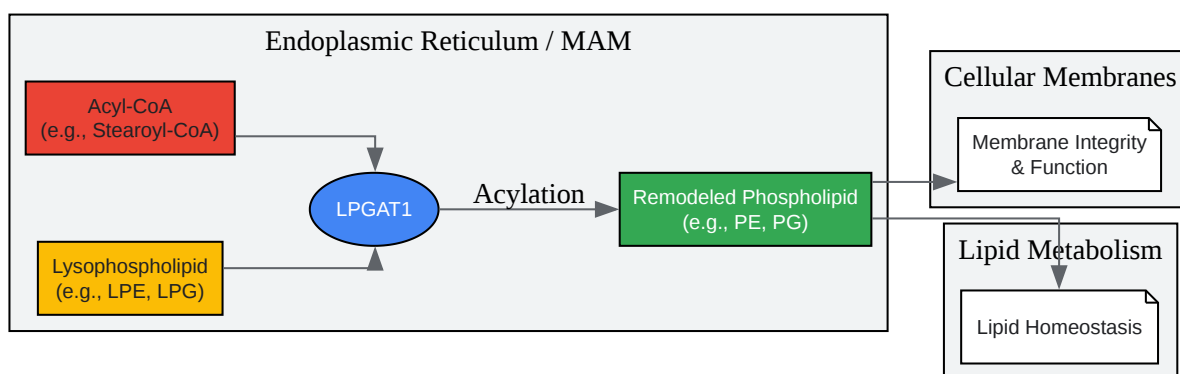 Endoplasmic Reticulum / MAM
Acyl-CoA
(e.g., Stearoyl-CoA)
LPGAT1
Acylation
Lysophospholipid
(e.g., LPE, LPG)
Remodeled Phospholipid
(e.g., PE, PG)
Cellular Membranes
Membrane Integrity
& Function
Lipid Metabolism
Lipid Homeostasis